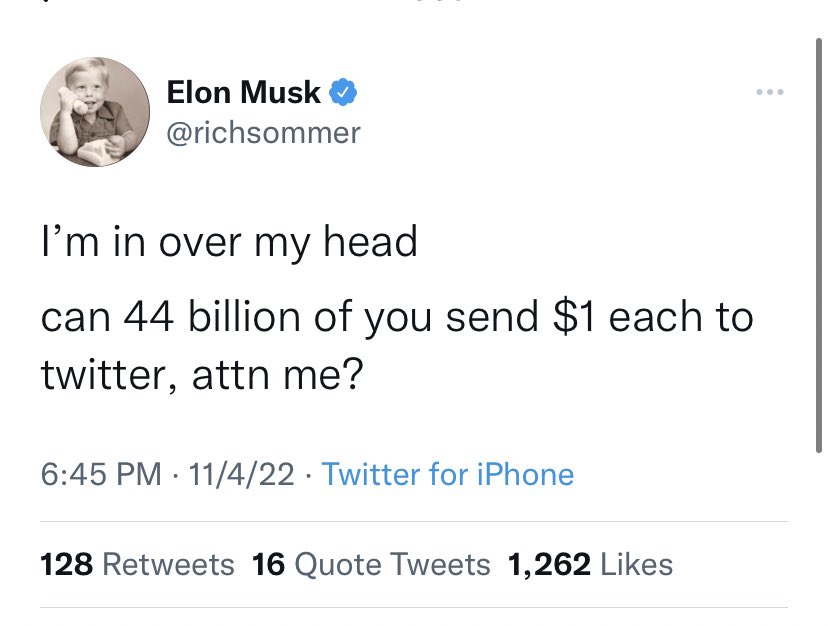 Elon Musk
@richsommer
I’m in over my head
can 44 billion of you send $1 each to
twitter, attn me?
6:45 PM · 11/4/22 · Twitter for iPhone
128 Retweets 16 Quote Tweets 1,262 Likes